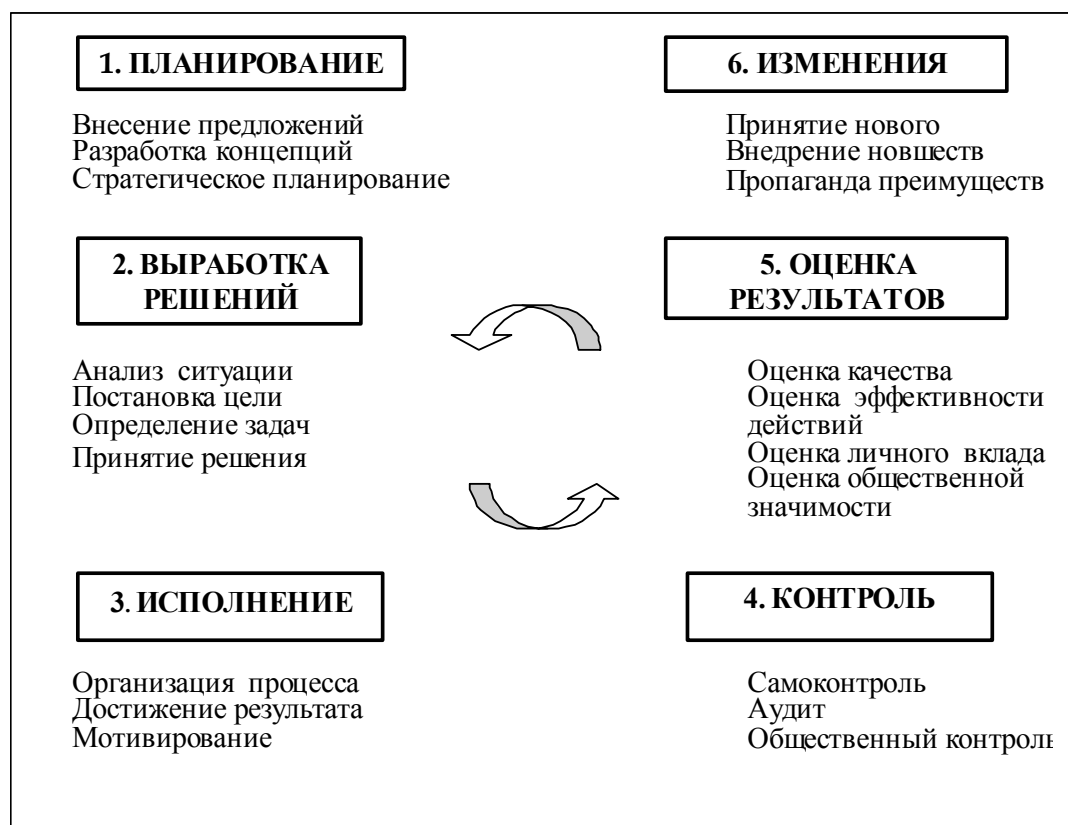 1. ПЛАНИРОВАНИЕ
Внесение предложений
Разработка концепций
Стратегическое планирование
2. ВЫРАБОТКА
РЕШЕНИЙ
Анализ ситуации
Постановка цели
Определение задач
Принятие решения
3. ИСПОЛНЕНИЕ
Организация процесса
Достижение результата
Мотивирование
6. ИЗМЕНЕНИЯ
Принятие нового
Внедрение новшеств
Пропаганда преимуществ
5. ОЦЕНКА
РЕЗУЛЬТАТОВ
Оценка качества
Оценка эффективности
действий
Оценка личного вклада
Оценка общественной
значимости
4. КОНТРОЛЬ
Самоконтроль
Аудит
Общественный контроль